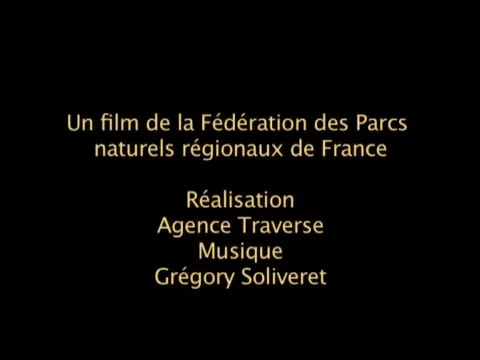 Un film de la Fédération des Parcs
naturels régionaux de France
Réalisation
Agence Traverse
Musique
Grégory Soliveret